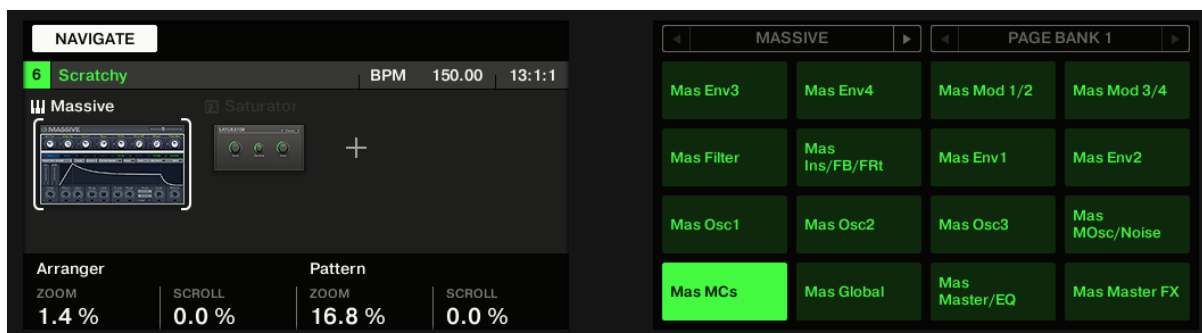 NAVIGATE
6 Scratchy BPM 150.00 13:1:1
Massive Saturator
MASSIVE
SATURATOR
Arranger Pattern
ZOOM SCROLL ZOOM SCROLL
1.4 % 0.0 % 16.8 % 0.0 %
MASSIVE PAGE BANK 1
Mas Env3 Mas Env4 Mas Mod 1/2 Mas Mod 3/4
Mas Filter Mas Ins/FB/FRt Mas Env1 Mas Env2
Mas Osc1 Mas Osc2 Mas Osc3 Mas MOsc/Noise
Mas MCs Mas Global Mas Master/EQ Mas Master FX